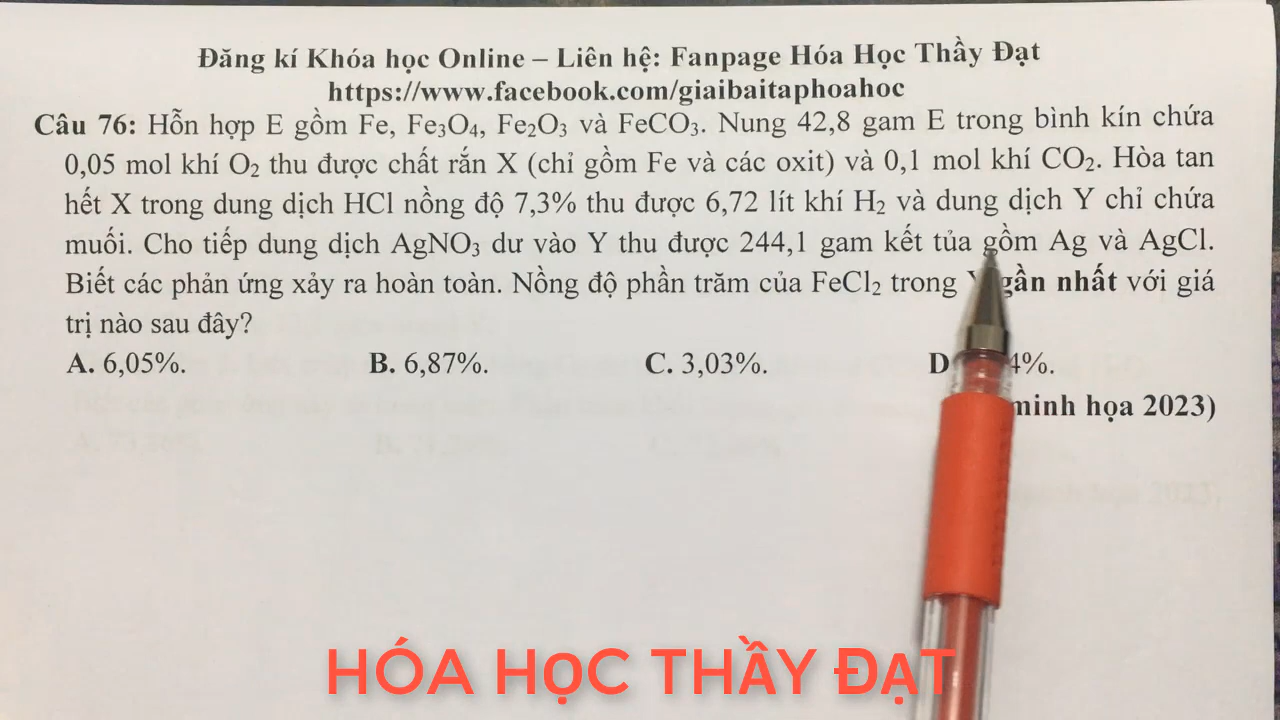 Đăng kí Khóa học Online – Liên hệ: Fanpage Hóa Học Thầy Đạt
https://www.facebook.com/giaibaitaphoahoc
Câu 76: Hỗn hợp E gồm Fe, Fe₃O₄, Fe₂O₃ và FeCO₃. Nung 42,8 gam E trong bình kín chứa
0,05 mol khí O₂ thu được chất rắn X (chỉ gồm Fe và các oxit) và 0,1 mol khí CO₂. Hòa tan
hết X trong dung dịch HCl nồng độ 7,3% thu được 6,72 lít khí H₂ và dung dịch Y chỉ chứa
muối. Cho tiếp dung dịch AgNO₃ dư vào Y thu được 244,1 gam kết tủa gồm Ag và AgCl.
Biết các phản ứng xảy ra hoàn toàn. Nồng độ phần trăm của FeCl₂ trong gần nhất với giá
trị nào sau đây?
A. 6,05%. B. 6,87%. C. 3,03%. D 4%.
minh họa 2023)
HÓA HỌC THẦY ĐẠT